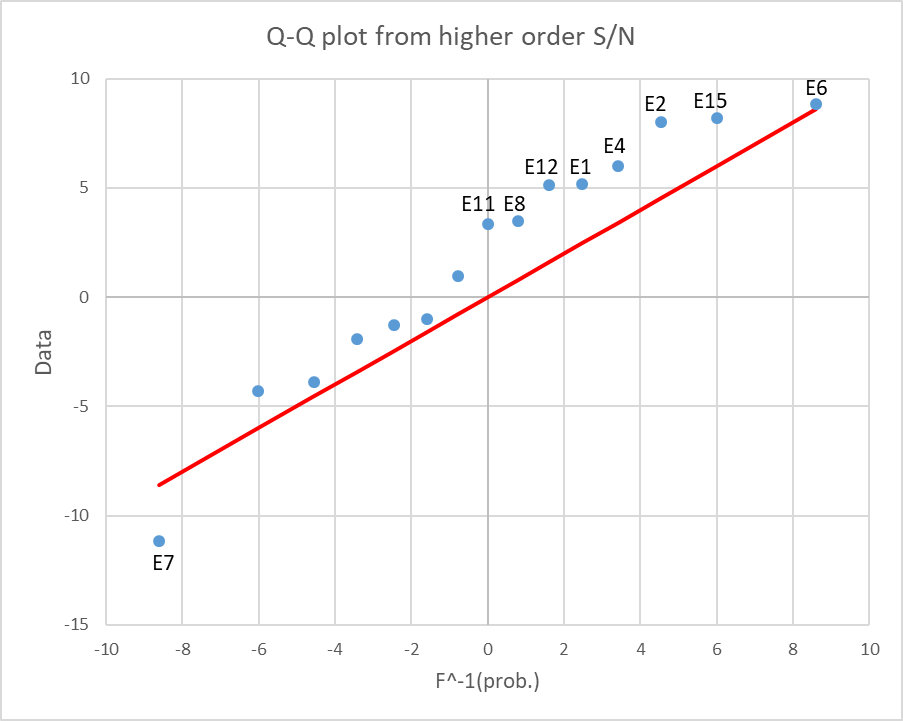 Q-Q plot from higher order S/N
10
5
0
-5
-10
-15
Data
E6
E15
E2
E4
E12 E1
E11 E8
E7
-10 -8 -6 -4 -2 0 2 4 6 8 10
F^-1(prob.)